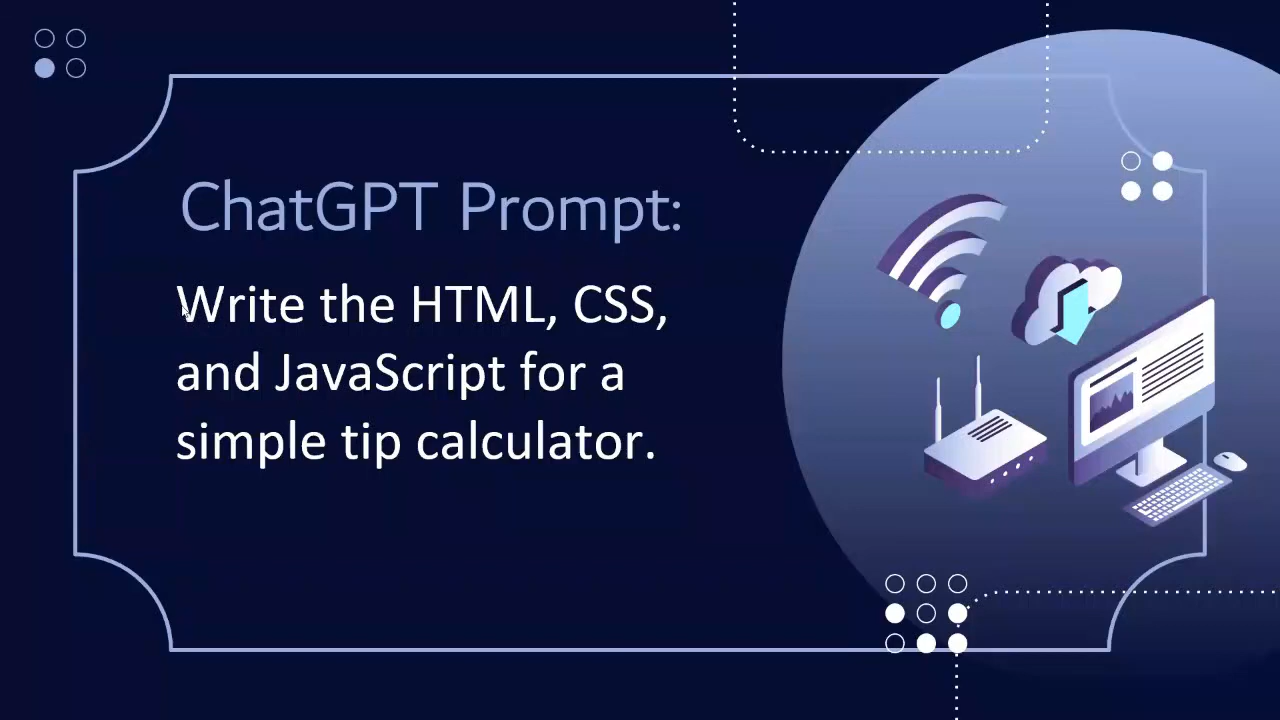 ChatGPT Prompt:
Write the HTML, CSS,
and JavaScript for a
simple tip calculator.